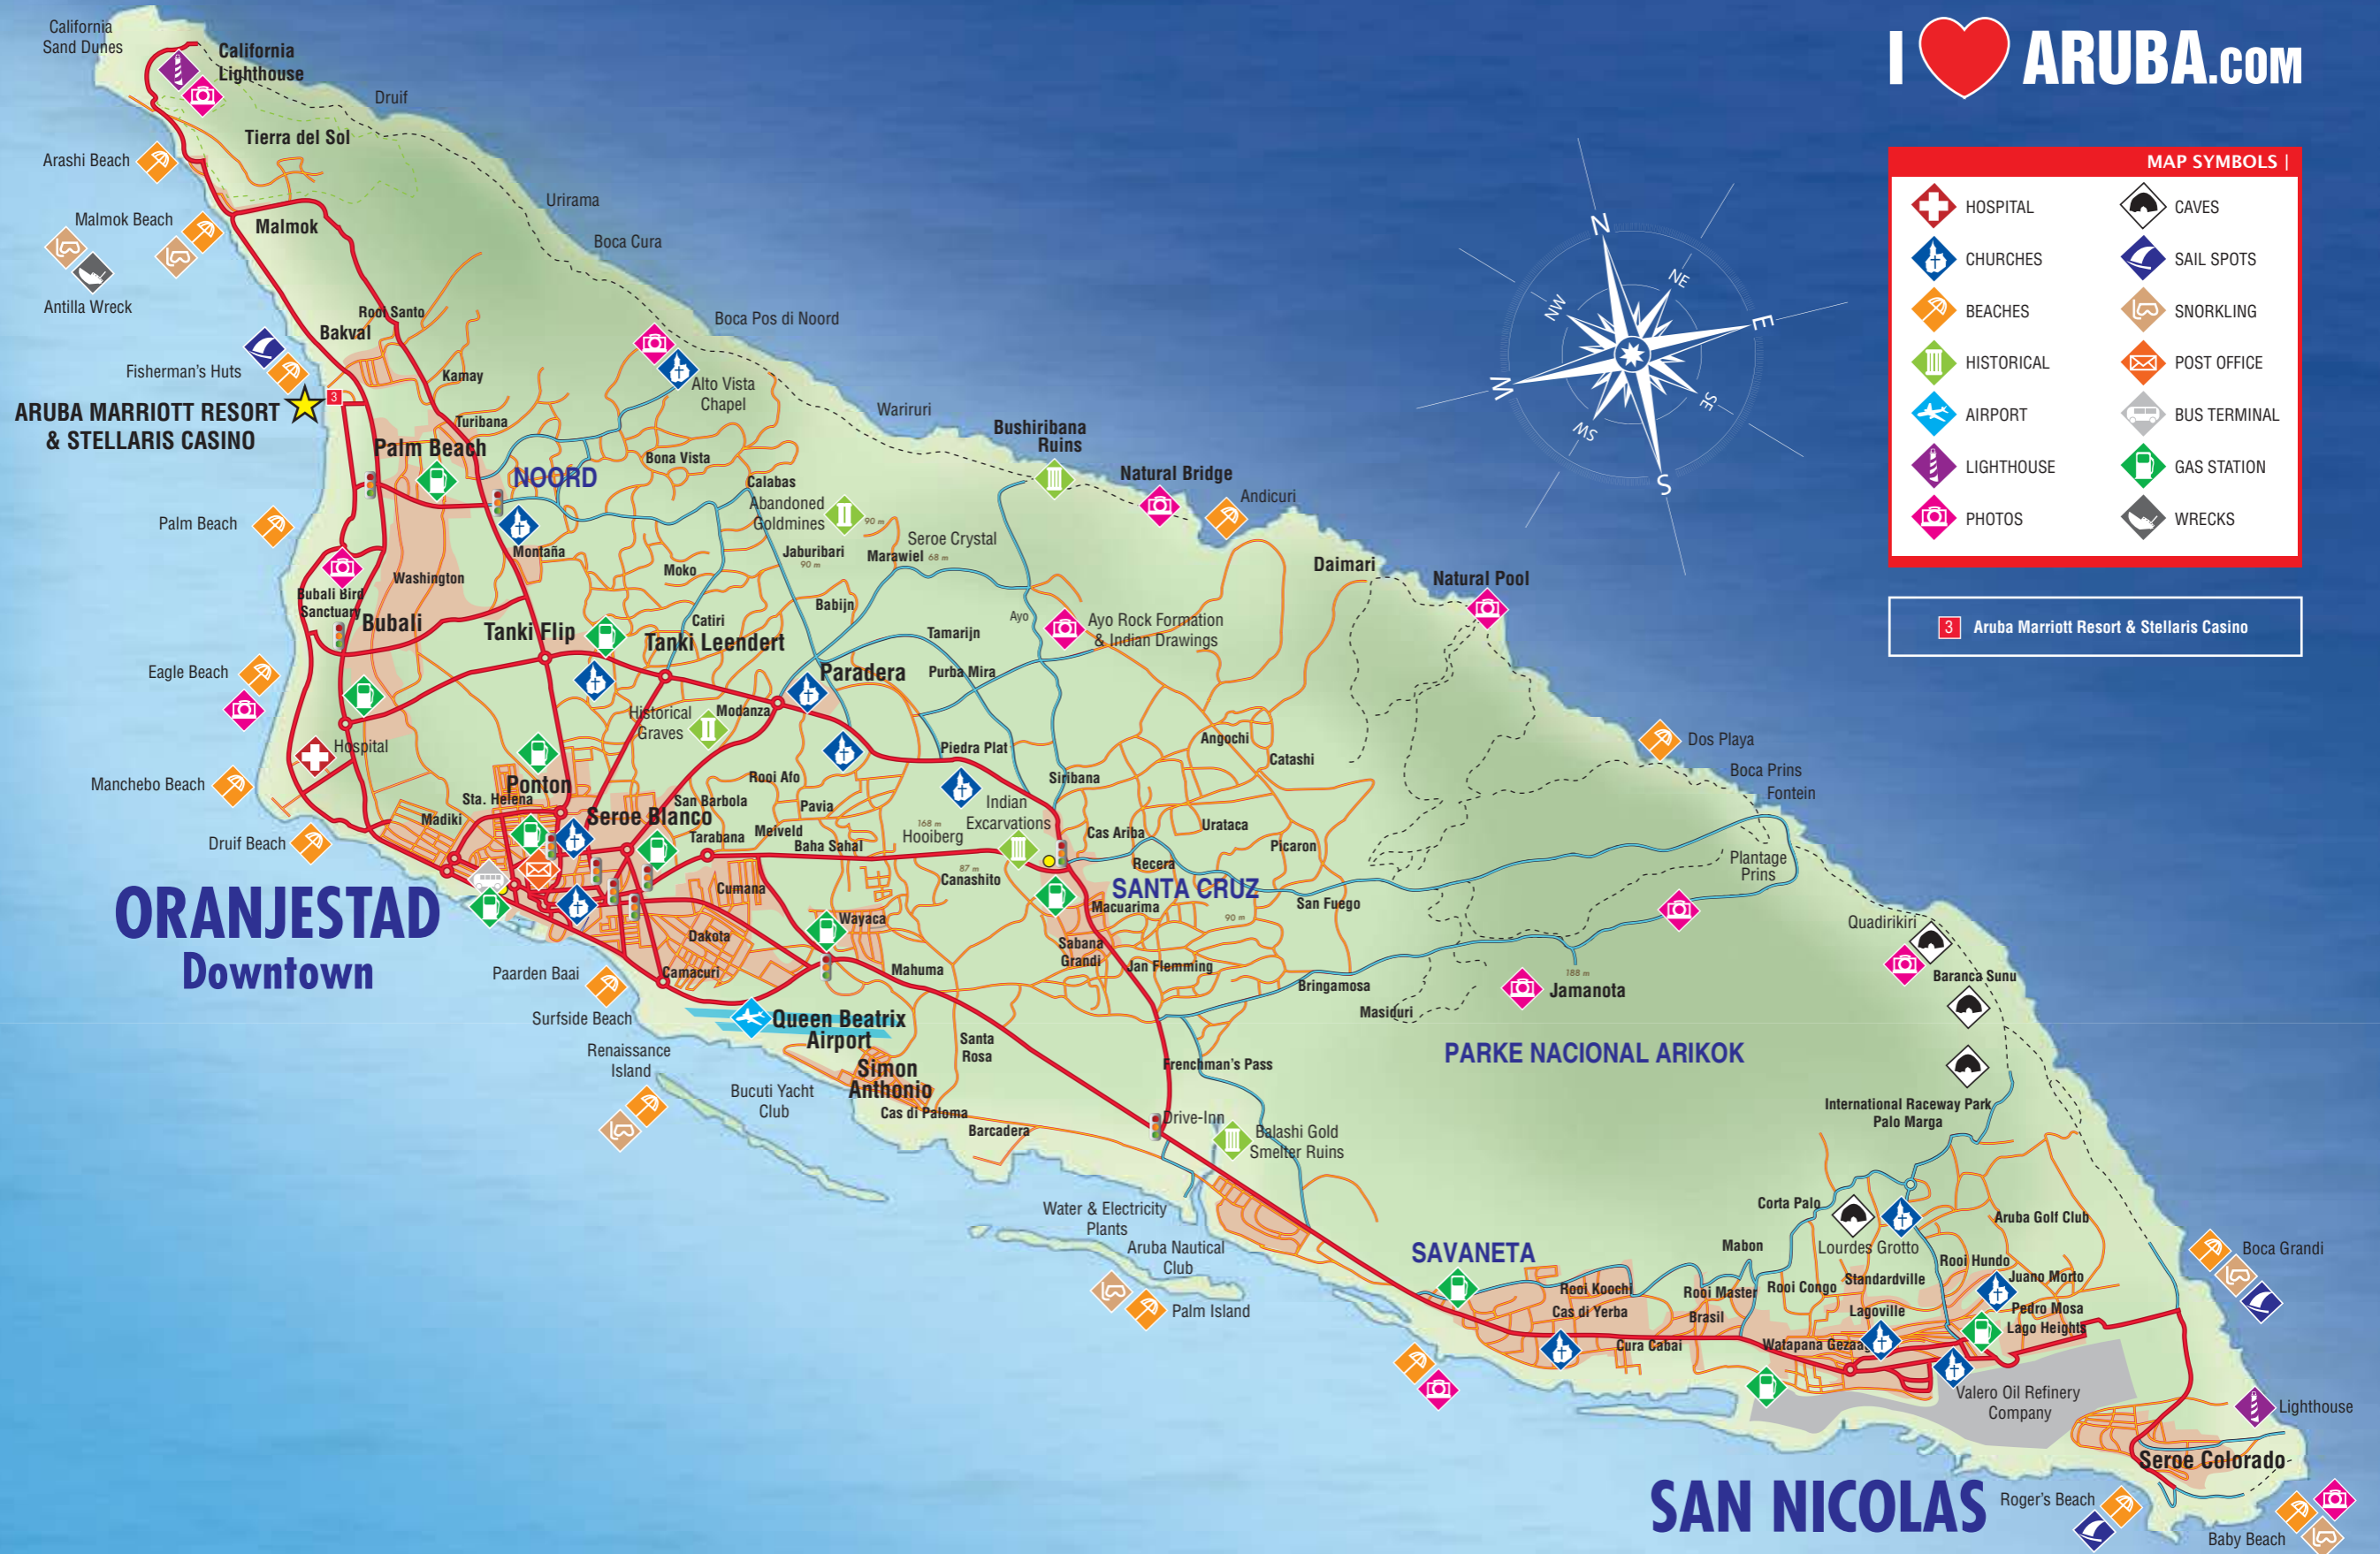 I ARUBA.COM
MAP SYMBOLS |
HOSPITAL
CHURCHES
BEACHES
HISTORICAL
AIRPORT
LIGHTHOUSE
PHOTOS
CAVES
SAIL SPOTS
SNORKLING
POST OFFICE
BUS TERMINAL
GAS STATION
WRECKS
3 Aruba Marriott Resort & Stellaris Casino
N
NE
E
SE
S
SW
W
NW
California
Sand Dunes
California
Lighthouse
Druif
Tierra del Sol
Arashi Beach
Urirama
Malmok Beach
Malmok
Boca Cura
Antilla Wreck
Rooi Santo
Boca Pos di Noord
Bakval
Fisherman's Huts
Kamay
Alto Vista
Chapel
3
ARUBA MARRIOTT RESORT
& STELLARIS CASINO
Wariruri
Turibana
Bushiribana
Ruins
Palm Beach
Bona Vista
NOORD
Natural Bridge
Calabas
Andicuri
Abandoned
Goldmines
90 m
Palm Beach
Seroe Crystal
Montaña
Jaburibari
90 m
Marawiel 68 m
Daimari
Moko
Washington
Natural Pool
Bubali Bird
Sanctuary
Babijn
Bubali
Catiri
Ayo
Ayo Rock Formation
& Indian Drawings
Tanki Flip
Tanki Leendert
Tamarijn
Eagle Beach
Paradera
Purba Mira
Historical
Graves
Modanza
Hospital
Piedra Plat
Angochi
Dos Playa
Catashi
Manchebo Beach
Ponton
Rooi Afo
Siribana
Boca Prins
Fontein
Sta. Helena
San Barbola
Pavia
Indian
Excarvations
Madiki
Seroe Blanco
168 m
Hooiberg
Cas Ariba
Urataca
Druif Beach
Tarabana
Meiveld
Baha Sahal
Picaron
Recera
Plantage
Prins
87 m
Canashito
Cumana
SANTA CRUZ
ORANJESTAD
Downtown
Macuarima
San Fuego
90 m
Wayaca
Quadirikiri
Dakota
Sabana
Grandi
Paarden Baai
Camacuri
Mahuma
Jan Flemming
Baranca Sunu
188 m
Bringamosa
Jamanota
Surfside Beach
Queen Beatrix
Airport
Masiduri
Renaissance
Island
Santa
Rosa
PARKE NACIONAL ARIKOK
Simon
Anthonio
Frenchman's Pass
Bucuti Yacht
Club
Cas di Paloma
International Raceway Park
Palo Marga
Barcadera
Drive-Inn
Balashi Gold
Smelter Ruins
Water & Electricity
Plants
Corta Palo
Aruba Golf Club
Aruba Nautical
Club
Lourdes Grotto
SAVANETA
Mabon
Boca Grandi
Rooi Hundo
Palm Island
Rooi Koochi
Rooi Master
Rooi Congo
Standardville
Juano Morto
Cas di Yerba
Brasil
Lagoville
Pedro Mosa
Lago Heights
Cura Cabai
Watapana Gezaag
Valero Oil Refinery
Company
Lighthouse
Seroe Colorado
SAN NICOLAS
Roger's Beach
Baby Beach